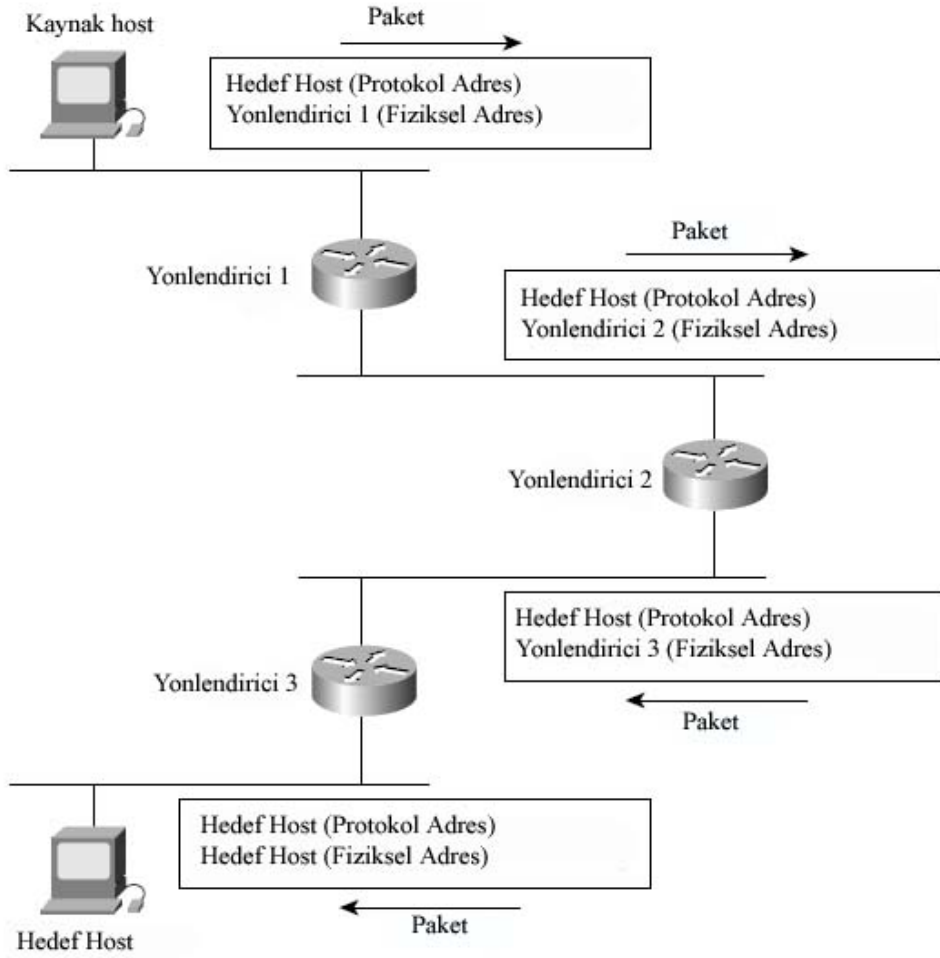 Kaynak host
Paket
Hedef Host (Protokol Adres)
Yonlendirici 1 (Fiziksel Adres)
Yonlendirici 1
Paket
Hedef Host (Protokol Adres)
Yonlendirici 2 (Fiziksel Adres)
Yonlendirici 2
Hedef Host (Protokol Adres)
Yonlendirici 3 (Fiziksel Adres)
Yonlendirici 3
Paket
Hedef Host (Protokol Adres)
Hedef Host (Fiziksel Adres)
Paket
Hedef Host